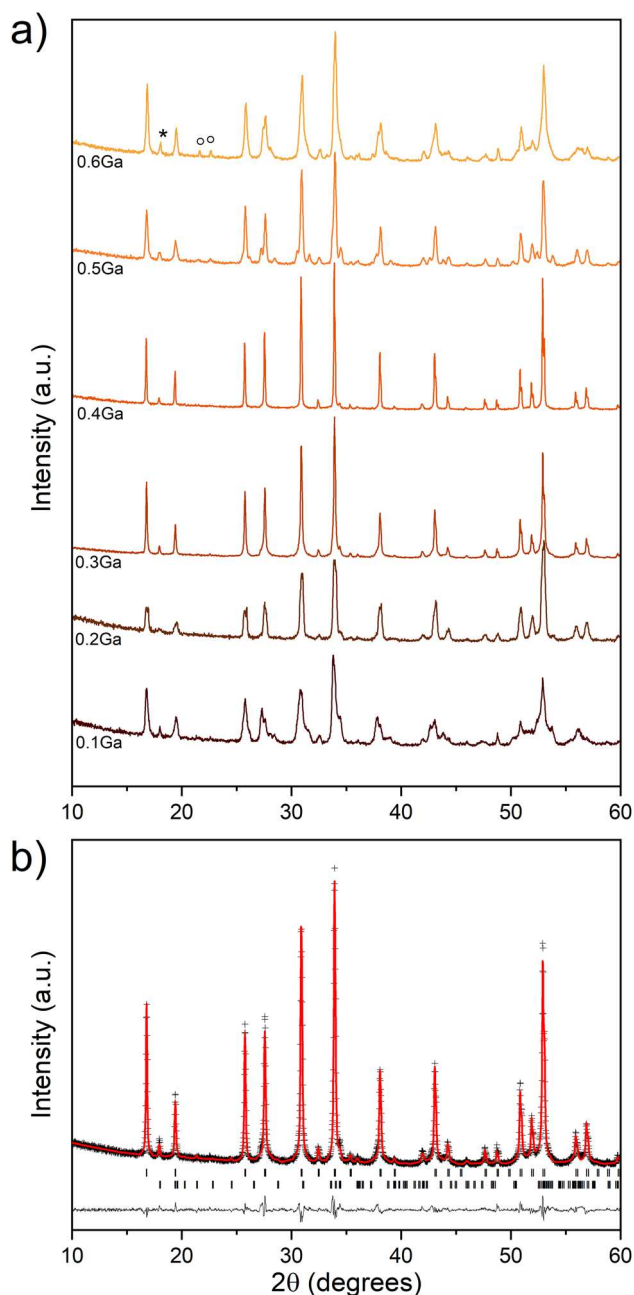 a)
Intensity (a.u.)
*
○ ○
0.6Ga
0.5Ga
0.4Ga
0.3Ga
0.2Ga
0.1Ga
10 20 30 40 50 60
b)
Intensity (a.u.)
10 20 30 40 50 60
2θ (degrees)